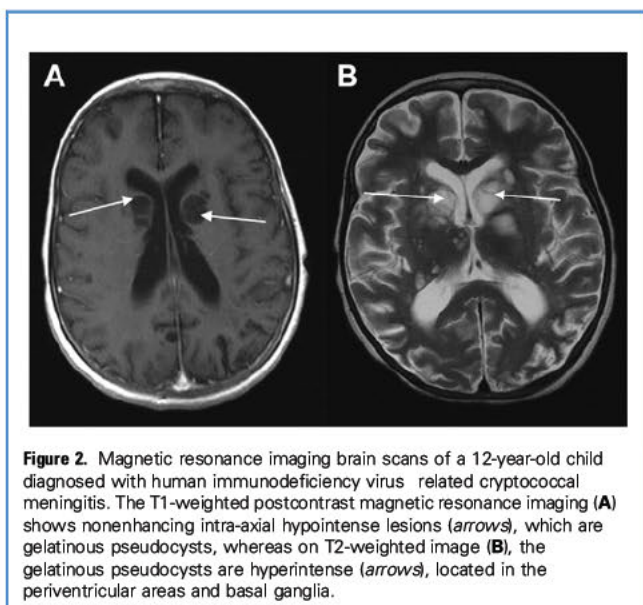 A
B
Figure 2. Magnetic resonance imaging brain scans of a 12-year-old child
diagnosed with human immunodeficiency virus related cryptococcal
meningitis. The T1-weighted postcontrast magnetic resonance imaging (A)
shows nonenhancing intra-axial hypointense lesions (arrows), which are
gelatinous pseudocysts, whereas on T2-weighted image (B), the
gelatinous pseudocysts are hyperintense (arrows), located in the
periventricular areas and basal ganglia.